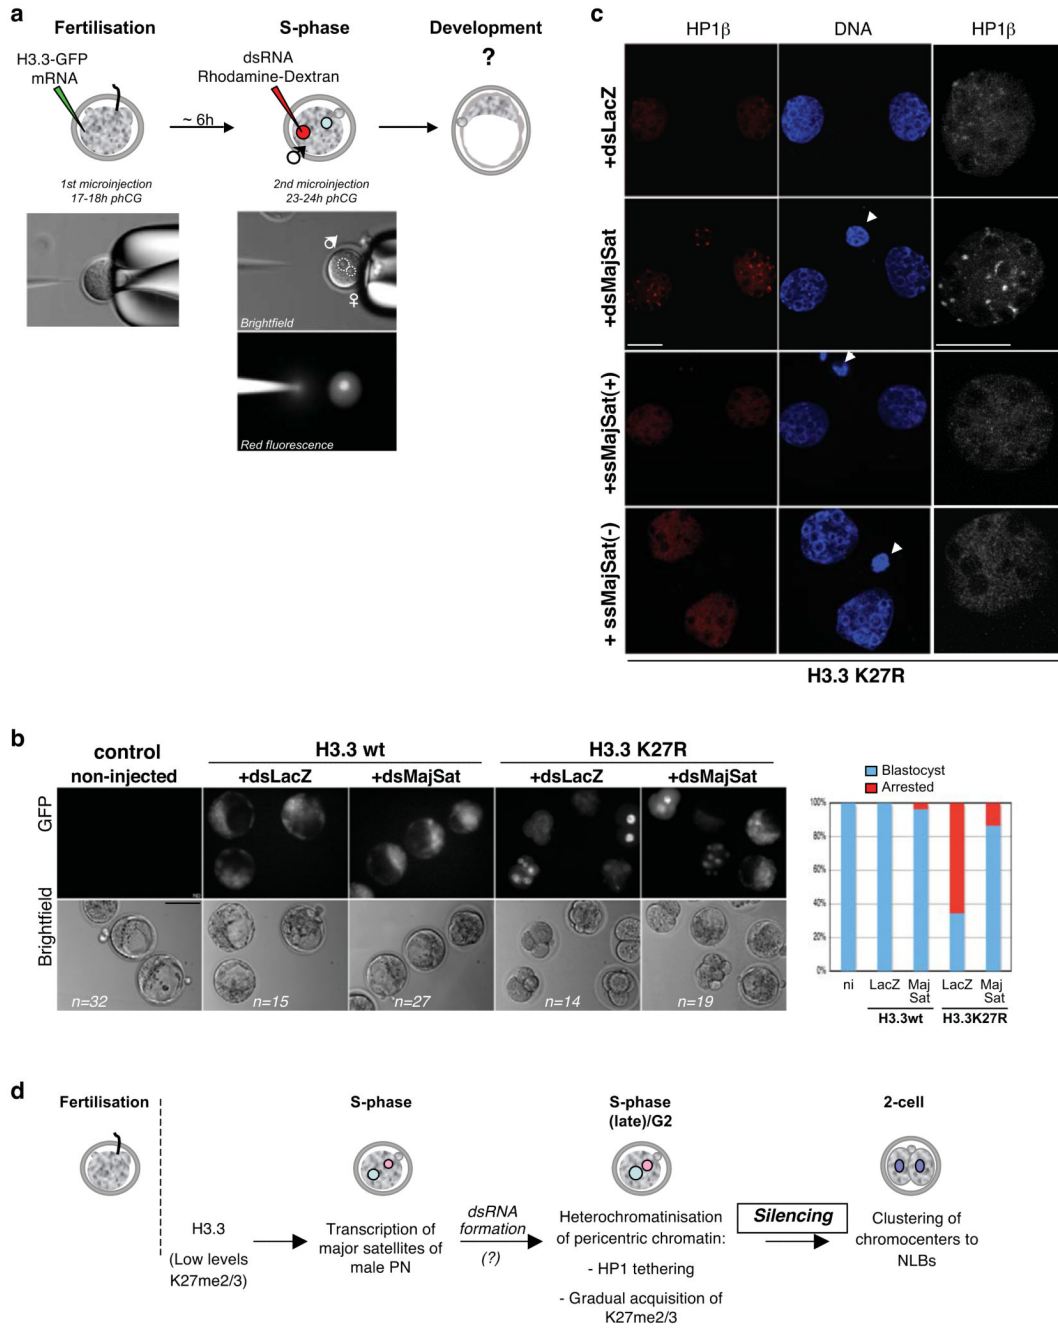 a
Fertilisation
S-phase
Development
H3.3-GFP
mRNA
dsRNA
Rhodamine-Dextran
?
~ 6h
1st microinjection
17-18h phCG
2nd microinjection
23-24h phCG
♂
♀
Brightfield
Red fluorescence
c
HP1β
DNA
HP1β
+dsLacZ
+dsMajSat
+ssMajSat(+)
+ ssMajSat(-)
H3.3 K27R
b
control
non-injected
H3.3 wt
H3.3 K27R
+dsLacZ
+dsMajSat
+dsLacZ
+dsMajSat
GFP
Brightfield
n=32
n=15
n=27
n=14
n=19
Blastocyst
Arrested
100%
80%
60%
40%
20%
0%
ni
LacZ
Maj
Sat
LacZ
Maj
Sat
H3.3wt
H3.3K27R
d
Fertilisation
S-phase
S-phase
(late)/G2
2-cell
H3.3
(Low levels
K27me2/3)
Transcription of
major satellites of
male PN
dsRNA
formation
(?)
Heterochromatinisation
of pericentric chromatin:
- HP1 tethering
- Gradual acquisition of
K27me2/3
Silencing
Clustering of
chromocenters to
NLBs